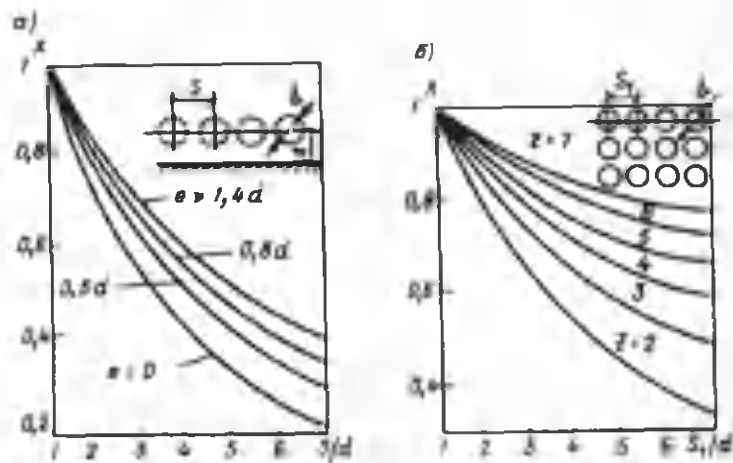 а)
x
1
0,8
0,6
0,4
0,2
S
b
e ≥ 1,4d
0,8d
0,5d
e = 0
1 2 3 4 5 6 S/d
б)
x
1
0,8
0,6
0,4
S₁
b
z = 7
6
5
4
3
z = 2
1 2 3 4 5 6 S₁/d